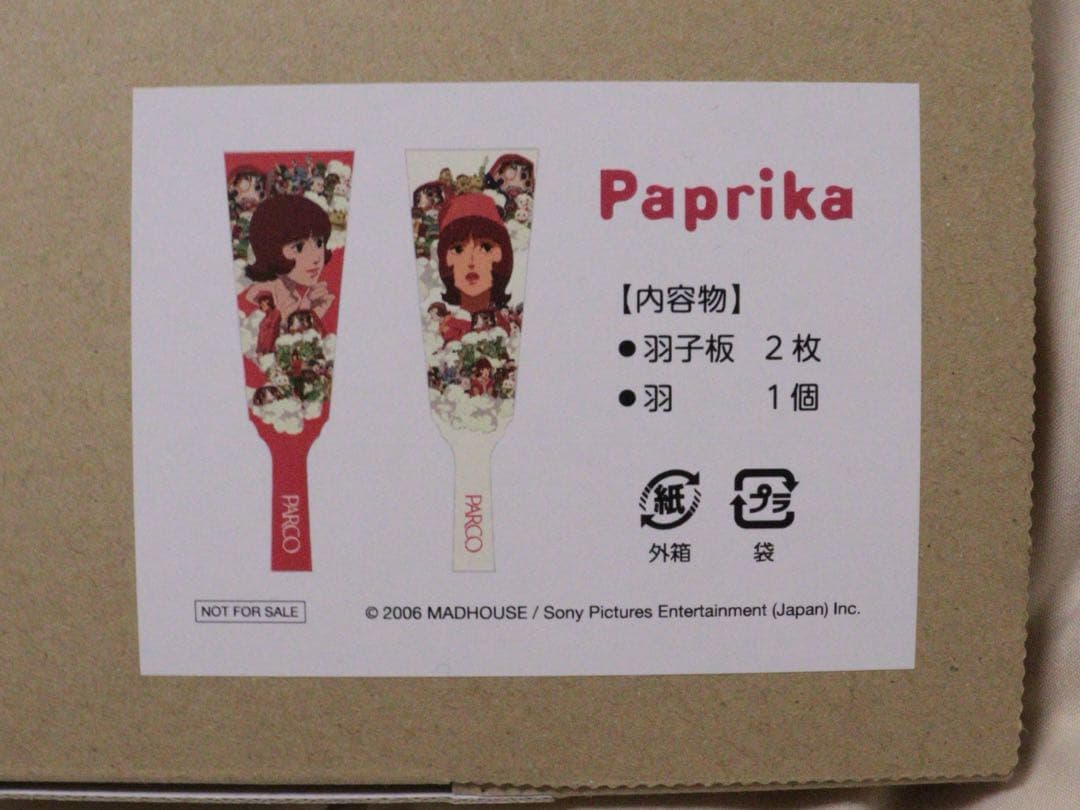 Paprika
【内容物】
●羽子板 2枚
●羽 1個
紙
プラ
外箱
袋
PARCO
PARCO
NOT FOR SALE
© 2006 MADHOUSE / Sony Pictures Entertainment (Japan) Inc.